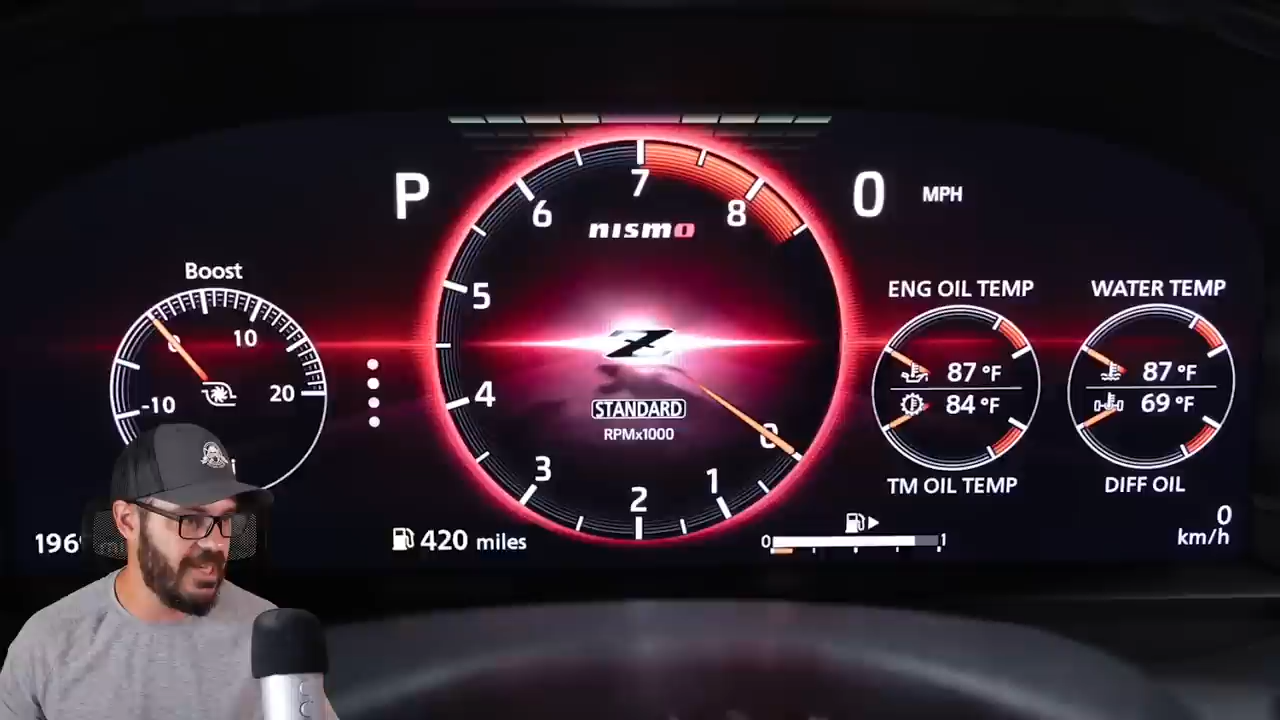 P
0 MPH
7
6
8
nismo
Boost
5
ENG OIL TEMP
WATER TEMP
10
0
87 °F
87 °F
Z
4
-10
20
STANDARD
84 °F
69 °F
RPMx1000
0
3
1
2
TM OIL TEMP
DIFF OIL
420 miles
0
1
0
km/h